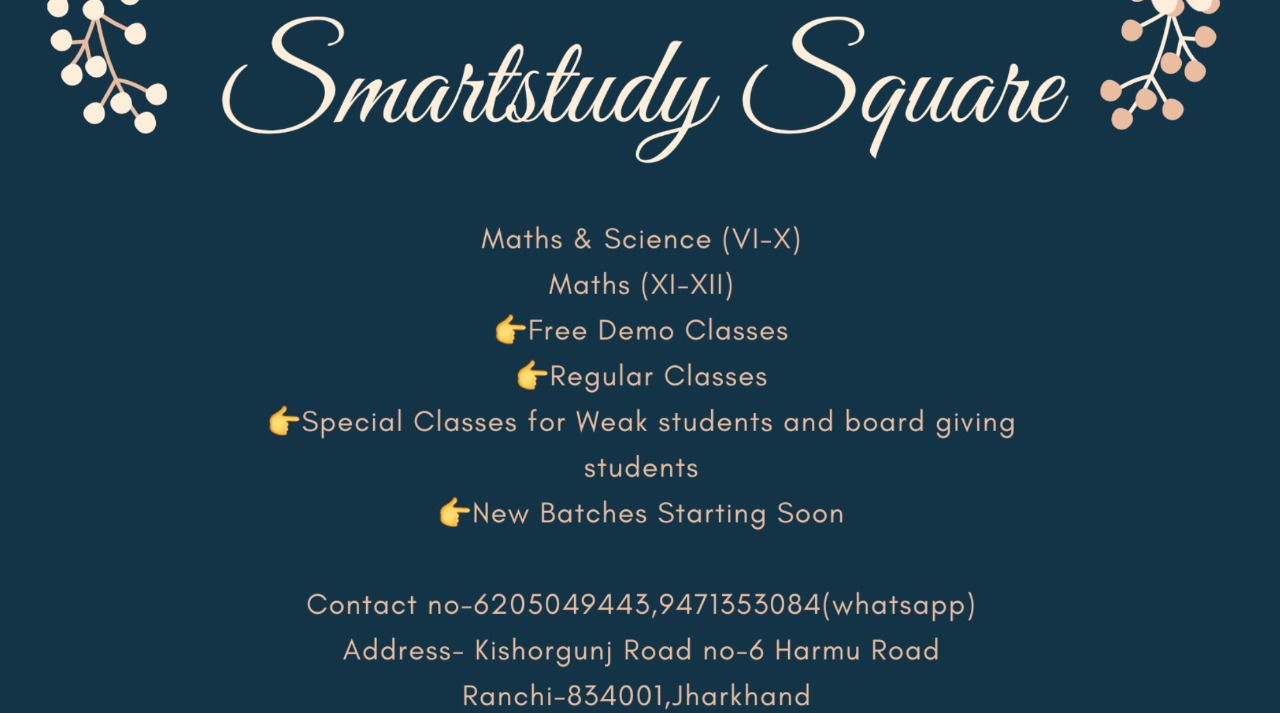 Smartstudy Square
Maths & Science (VI-X)
Maths (XI-XII)
👉Free Demo Classes
👉Regular Classes
👉Special Classes for Weak students and board giving
students
👉New Batches Starting Soon
Contact no-6205049443,9471353084(whatsapp)
Address- Kishorgunj Road no-6 Harmu Road
Ranchi-834001,Jharkhand